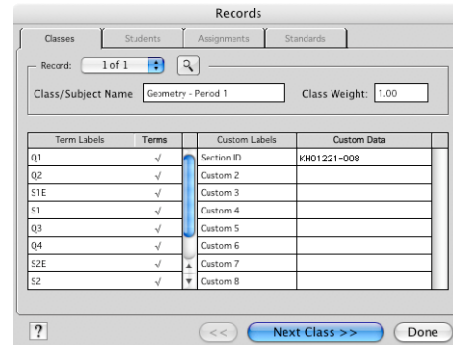 Records
Classes Students Assignments Standards
Record: 1 of 1
Class/Subject Name Geometry - Period 1 Class Weight: 1.00
Term Labels Terms Custom Labels Custom Data
Q1 √ Section ID KH01221-008
Q2 √ Custom 2
S1E √ Custom 3
S1 √ Custom 4
Q3 √ Custom 5
Q4 √ Custom 6
S2E √ Custom 7
S2 √ Custom 8
? << Next Class >> Done